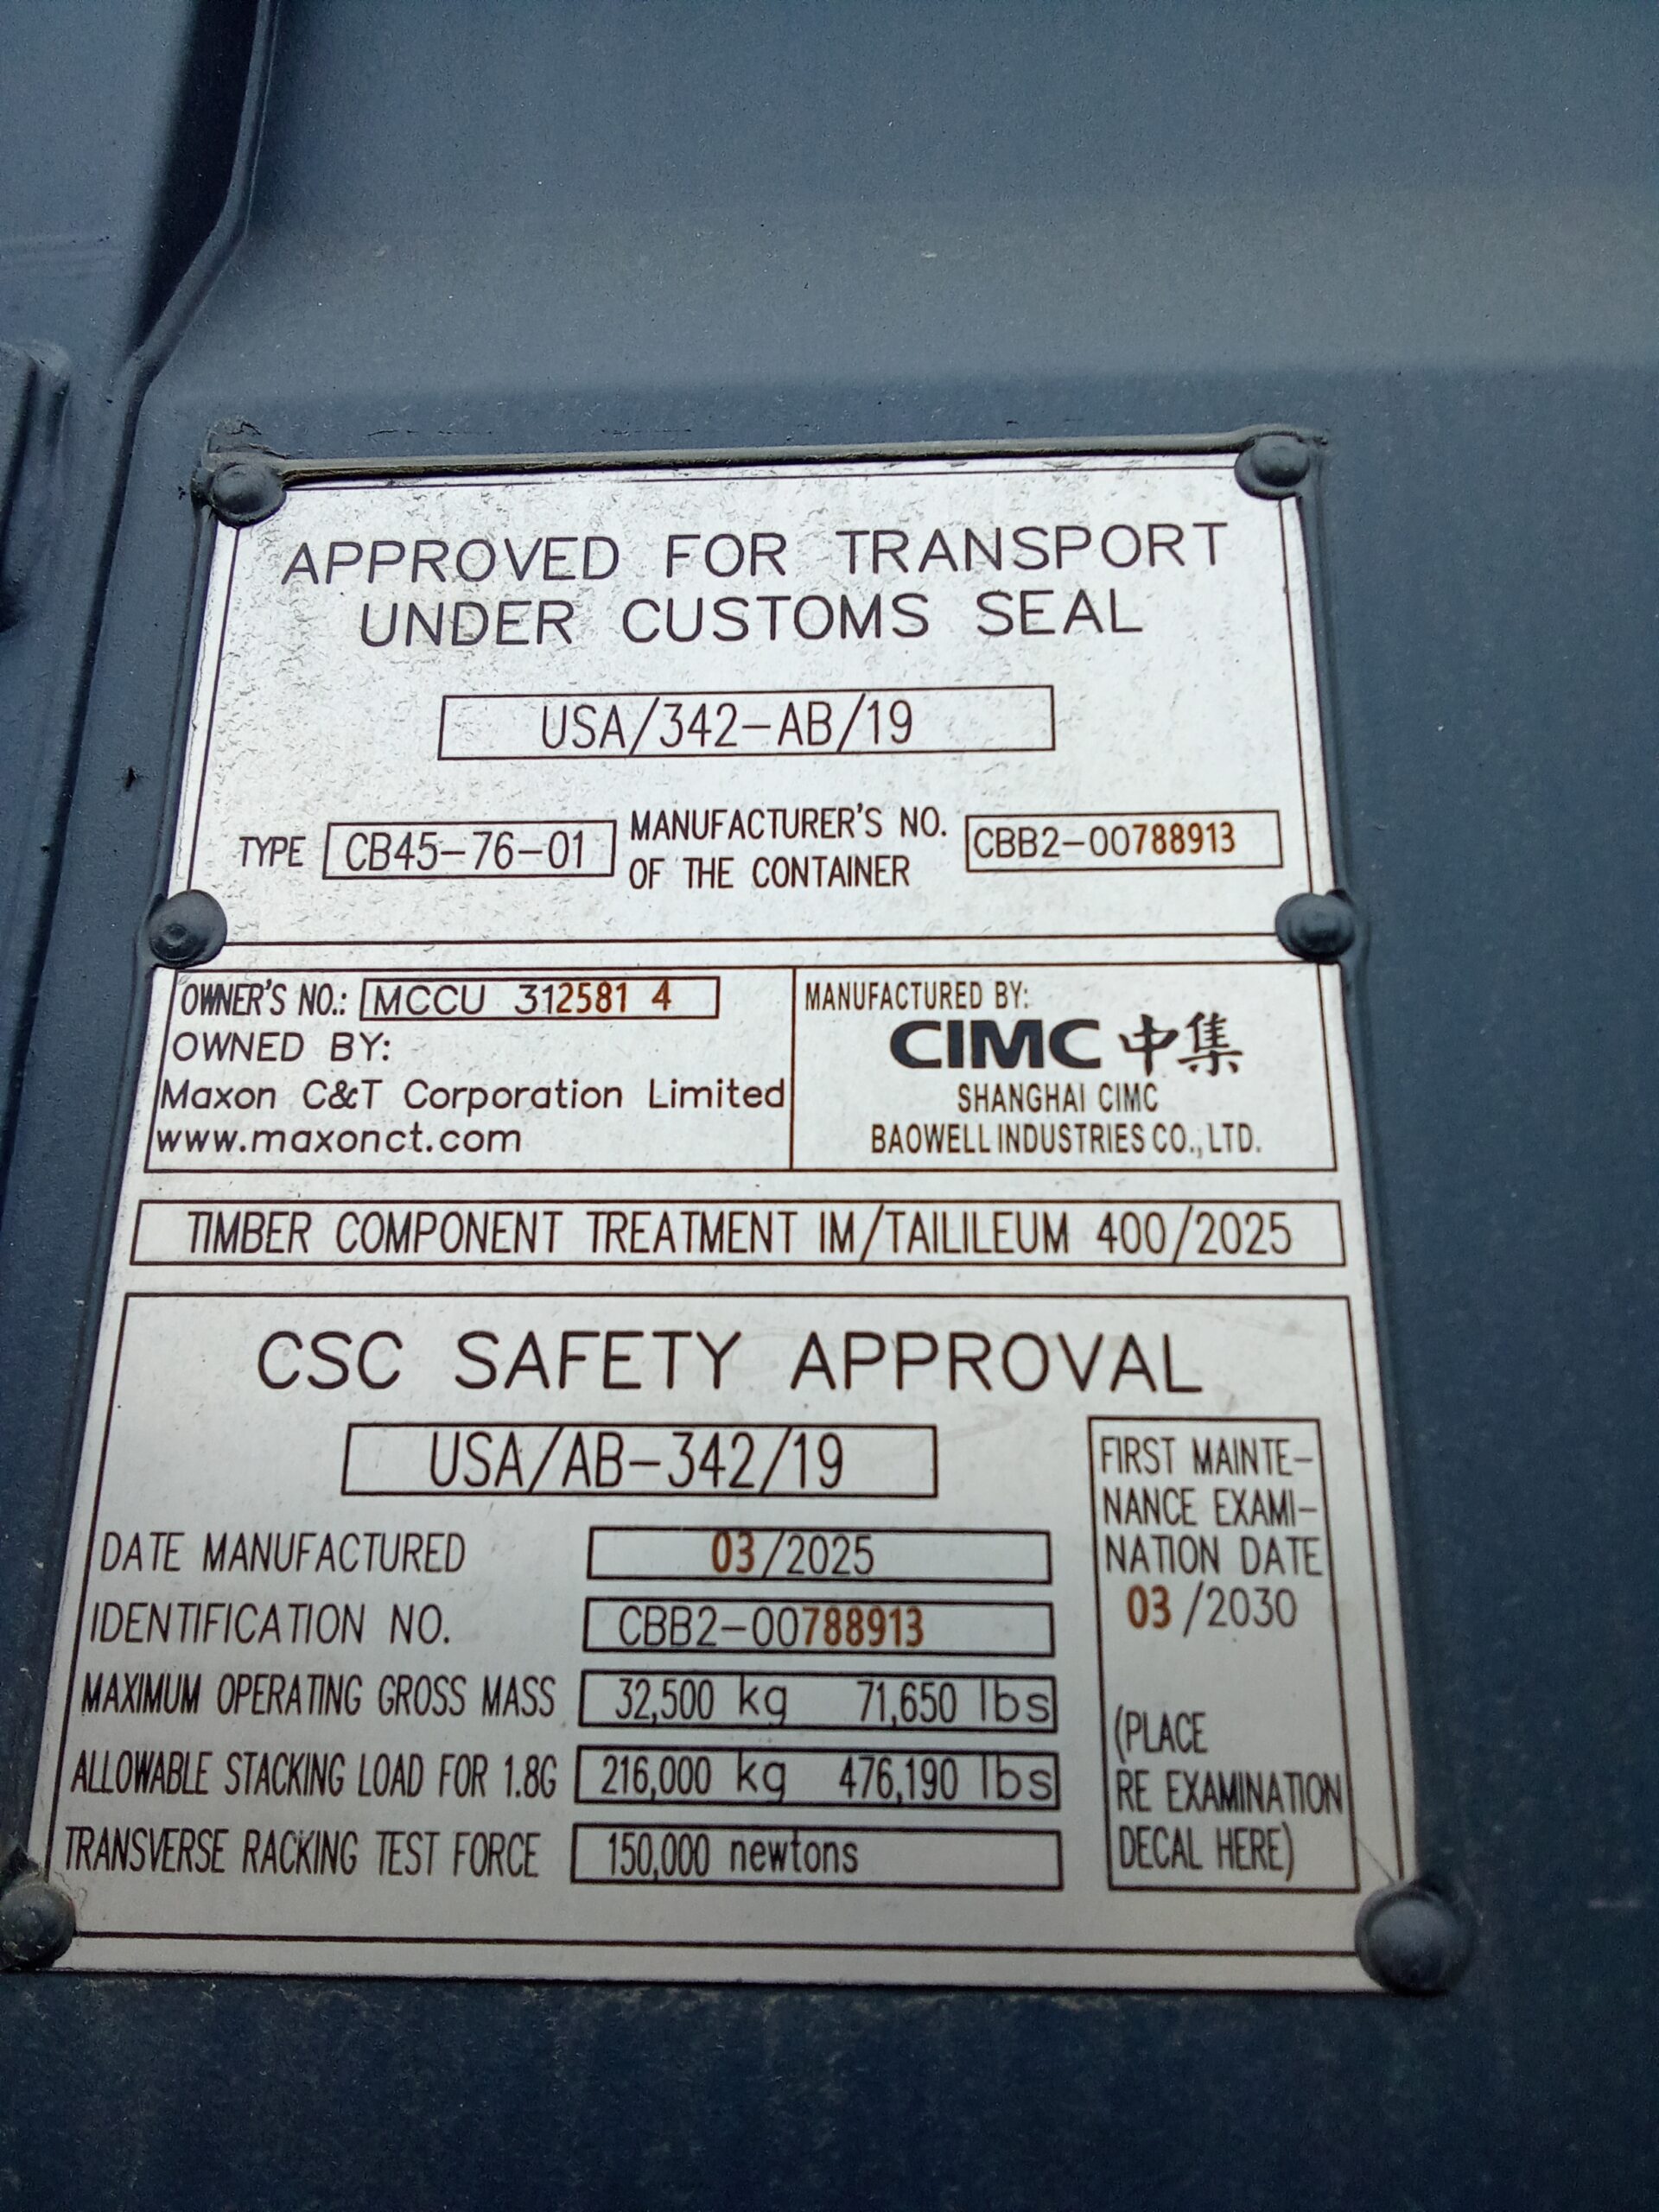 APPROVED FOR TRANSPORT
UNDER CUSTOMS SEAL
USA/342-AB/19
TYPE CB45-76-01 MANUFACTURER'S NO. OF THE CONTAINER CBB2-00788913
OWNER'S NO.: MCCU 312581 4
OWNED BY:
Maxon C&T Corporation Limited
www.maxonct.com
MANUFACTURED BY:
CIMC 中集
SHANGHAI CIMC
BAOWELL INDUSTRIES CO., LTD.
TIMBER COMPONENT TREATMENT IM/TAILILEUM 400/2025
CSC SAFETY APPROVAL
USA/AB-342/19
DATE MANUFACTURED 03/2025
IDENTIFICATION NO. CBB2-00788913
MAXIMUM OPERATING GROSS MASS 32,500 kg 71,650 lbs
ALLOWABLE STACKING LOAD FOR 1.8G 216,000 kg 476,190 lbs
TRANSVERSE RACKING TEST FORCE 150,000 newtons
FIRST MAINTE-
NANCE EXAMI-
NATION DATE
03/2030
(PLACE
RE EXAMINATION
DECAL HERE)